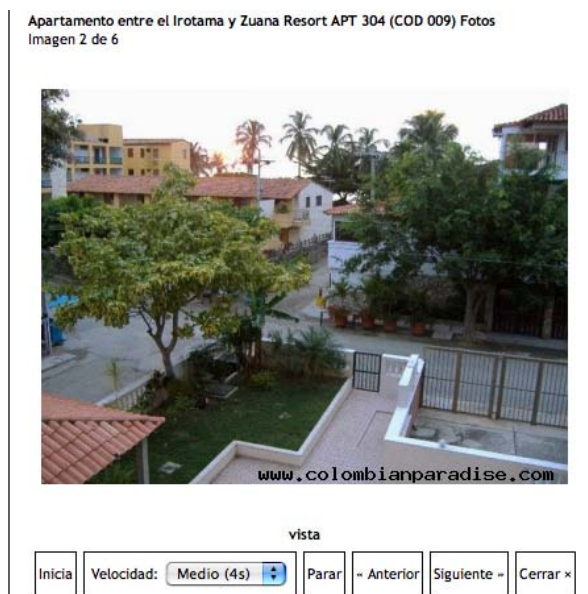 Apartamento entre el Irotama y Zuana Resort APT 304 (COD 009) Fotos
Imagen 2 de 6
www.colombianparadise.com
vista
Inicia Velocidad: Medio (4s) Parar « Anterior Siguiente » Cerrar ×